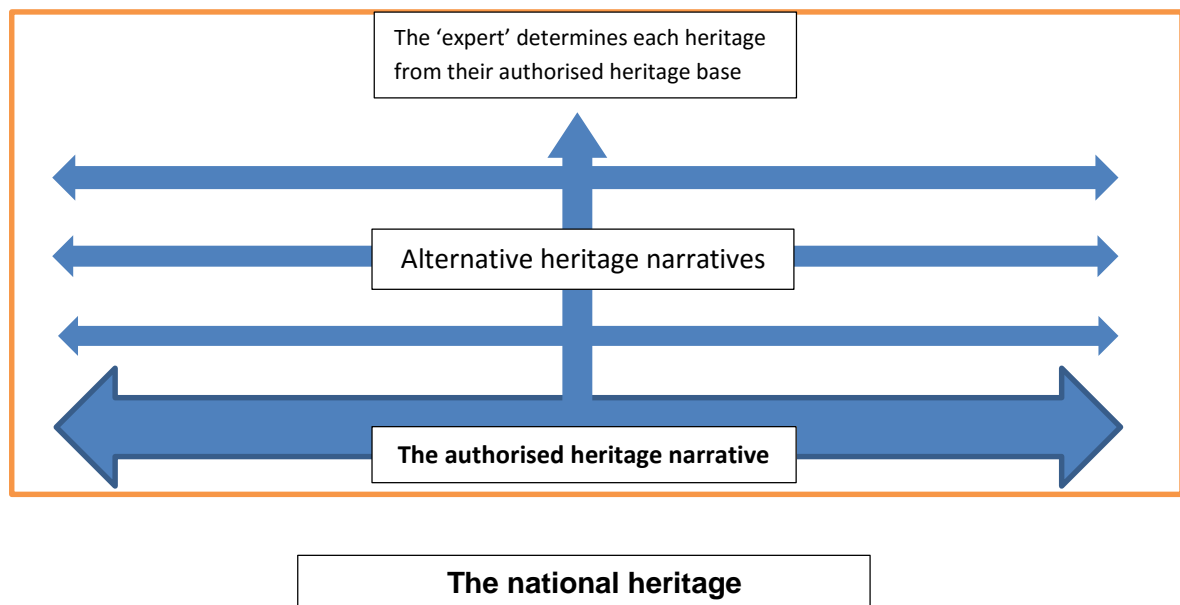 The ‘expert’ determines each heritage
from their authorised heritage base
Alternative heritage narratives
The authorised heritage narrative
The national heritage